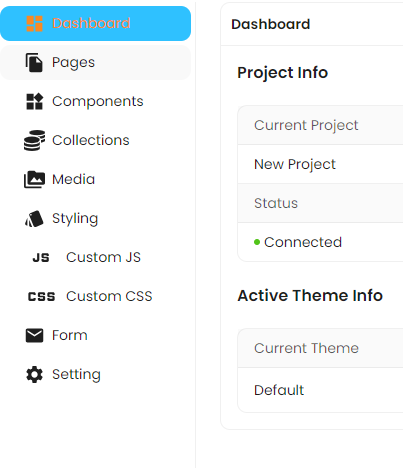 Dashboard
Pages
Components
Collections
Media
Styling
JS Custom JS
CSS Custom CSS
Form
Setting
Dashboard
Project Info
Current Project
New Project
Status
Connected
Active Theme Info
Current Theme
Default